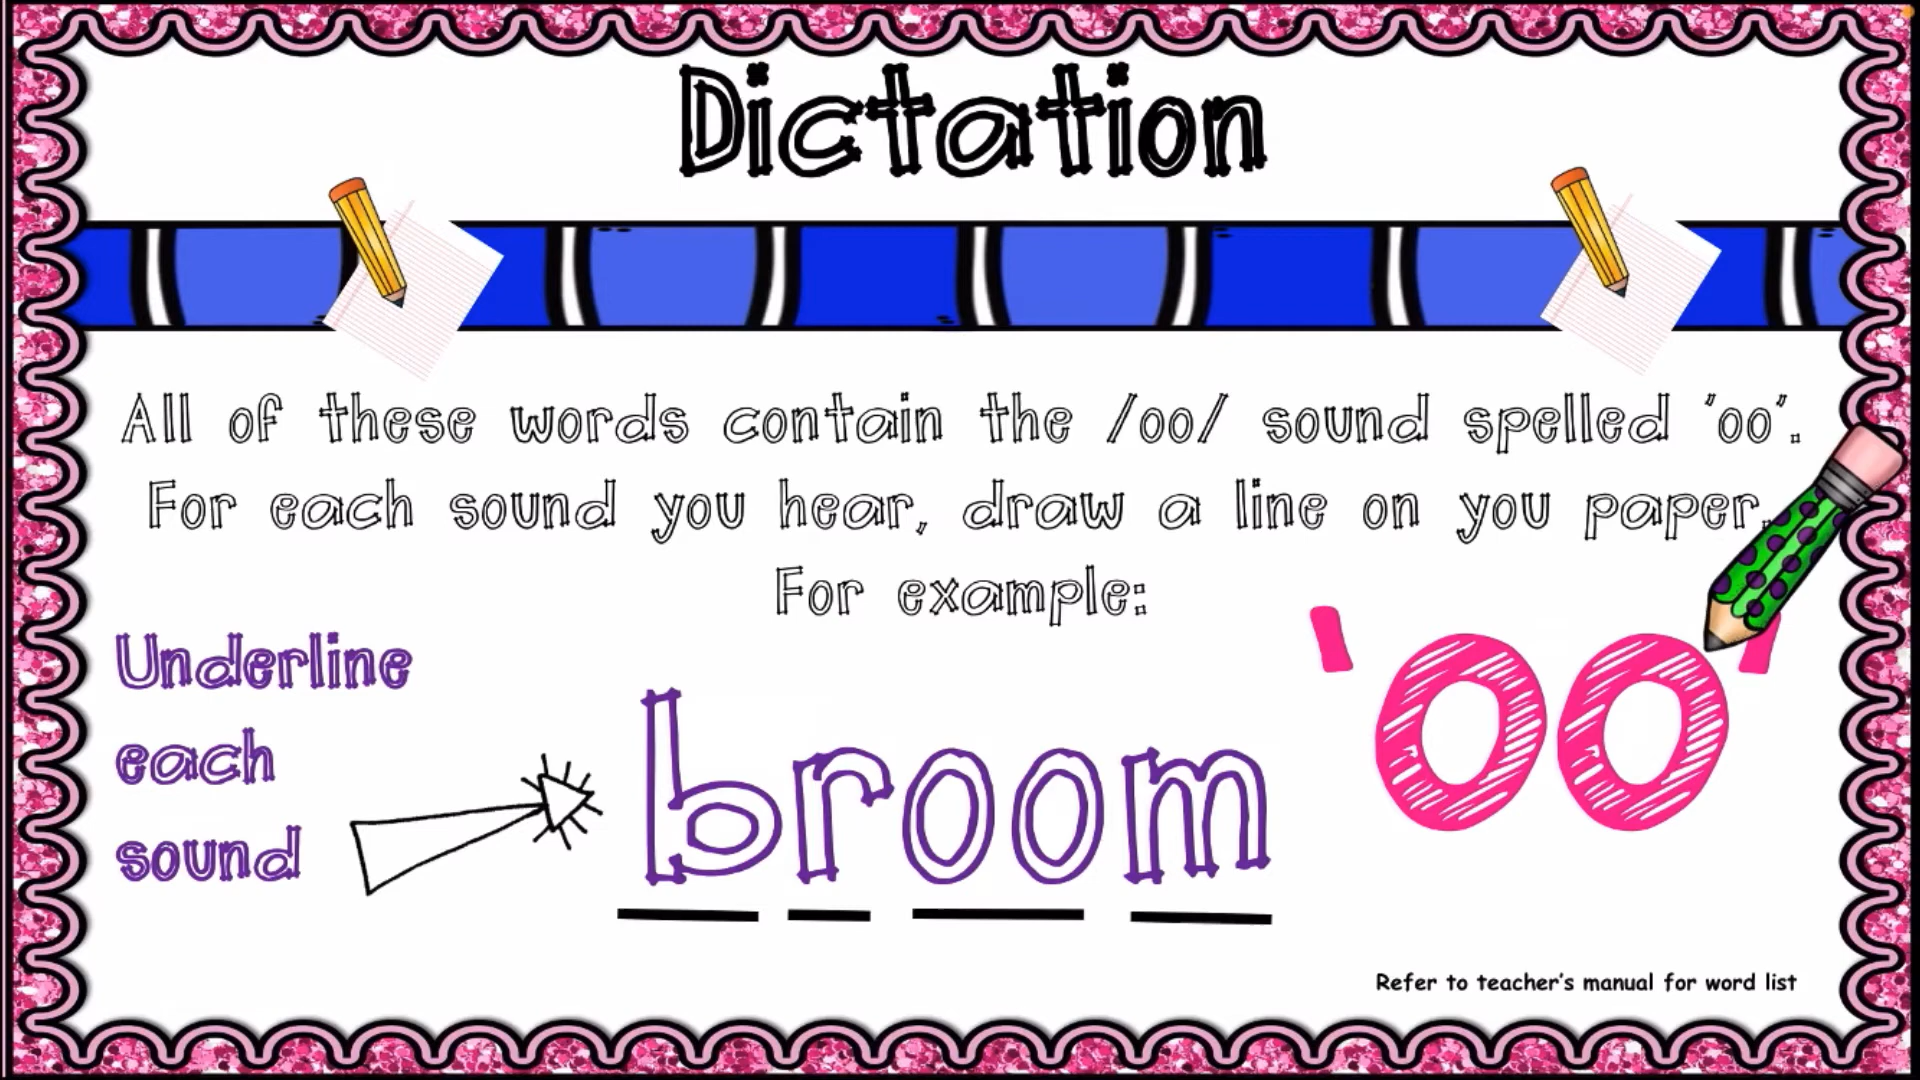 Dictation
All of these words contain the /oo/ sound spelled 'oo'.
For each sound you hear, draw a line on you paper.
For example:
Underline
each
sound
broom
'oo'
Refer to teacher's manual for word list